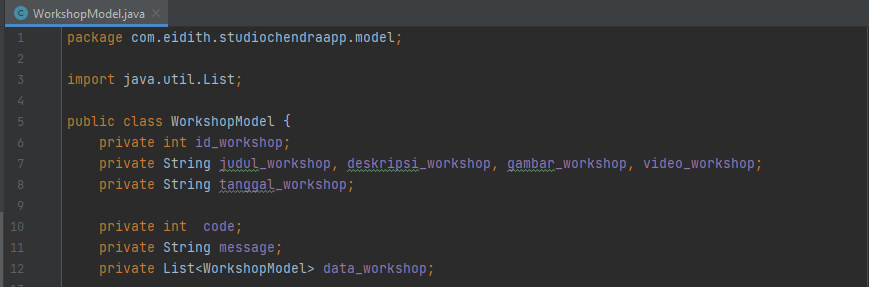 WorkshopModel.java
1 package com.eidith.studiochendraapp.model;
2
3 import java.util.List;
4
5 public class WorkshopModel {
6 private int id_workshop;
7 private String judul_workshop, deskripsi_workshop, gambar_workshop, video_workshop;
8 private String tanggal_workshop;
9
10 private int  code;
11 private String message;
12 private List<WorkshopModel> data_workshop;